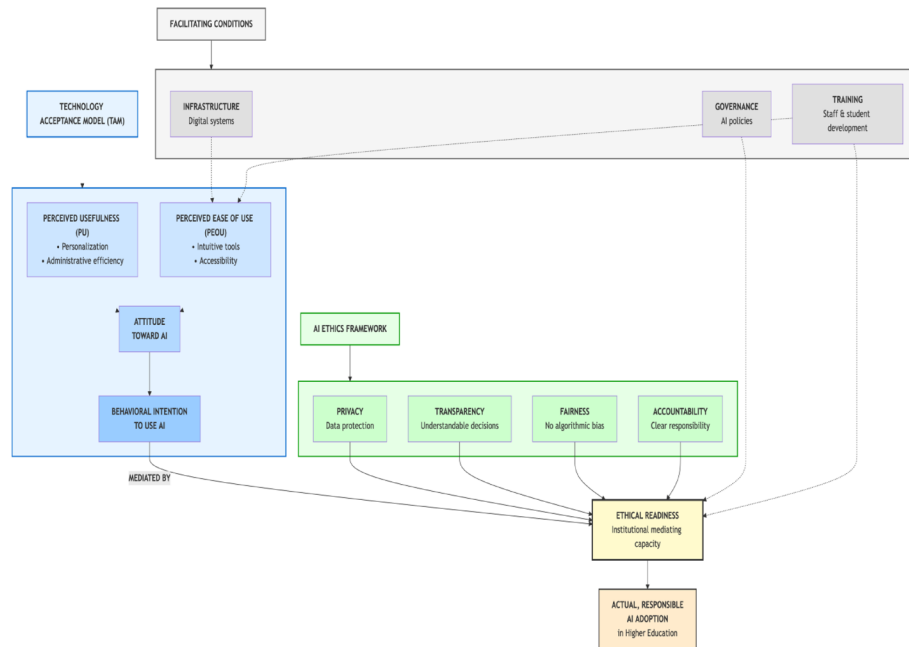 FACILITATING CONDITIONS
TECHNOLOGY
ACCEPTANCE MODEL (TAM)
INFRASTRUCTURE
Digital systems
GOVERNANCE
AI policies
TRAINING
Staff & student
development
PERCEIVED USEFULNESS
(PU)
• Personalization
• Administrative efficiency
PERCEIVED EASE OF USE
(PEOU)
• Intuitive tools
• Accessibility
ATTITUDE
TOWARD AI
BEHAVIORAL INTENTION
TO USE AI
AI ETHICS FRAMEWORK
PRIVACY
Data protection
TRANSPARENCY
Understandable decisions
FAIRNESS
No algorithmic bias
ACCOUNTABILITY
Clear responsibility
MEDIATED BY
ETHICAL READINESS
Institutional mediating
capacity
ACTUAL, RESPONSIBLE
AI ADOPTION
in Higher Education